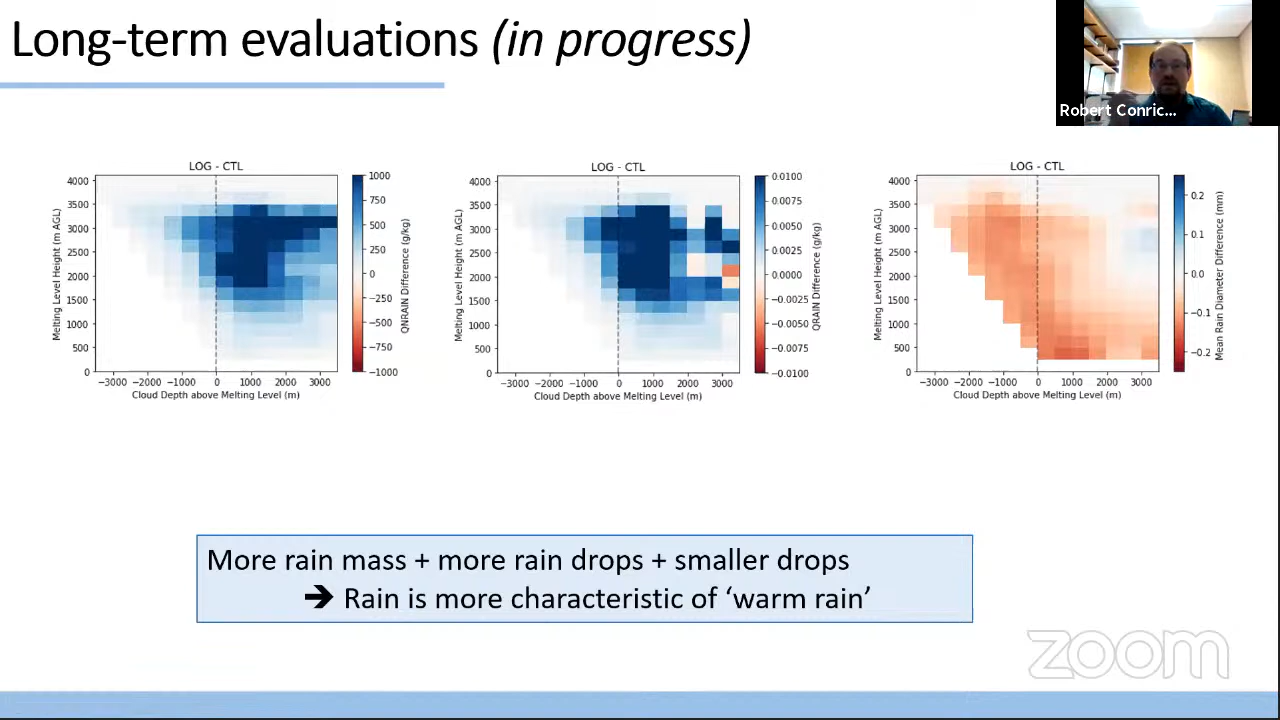 Long-term evaluations (in progress)
Robert Conric...
LOG - CTL
4000
3500
3000
2500
2000
1500
1000
500
0
Melting Level Height (m AGL)
−3000 −2000 −1000 0 1000 2000 3000
Cloud Depth above Melting Level (m)
1000
750
500
250
0
−250
−500
−750
−1000
QNRAIN Difference (g/kg)
LOG - CTL
4000
3500
3000
2500
2000
1500
1000
500
0
Melting Level Height (m AGL)
−3000 −2000 −1000 0 1000 2000 3000
Cloud Depth above Melting Level (m)
0.0100
0.0075
0.0050
0.0025
0.0000
−0.0025
−0.0050
−0.0075
−0.0100
QRAIN Difference (g/kg)
LOG - CTL
4000
3500
3000
2500
2000
1500
1000
500
0
Melting Level Height (m AGL)
−3000 −2000 −1000 0 1000 2000 3000
Cloud Depth above Melting Level (m)
0.2
0.1
0.0
−0.1
−0.2
Mean Rain Diameter Difference (mm)
More rain mass + more rain drops + smaller drops
➔ Rain is more characteristic of ‘warm rain’
zoom